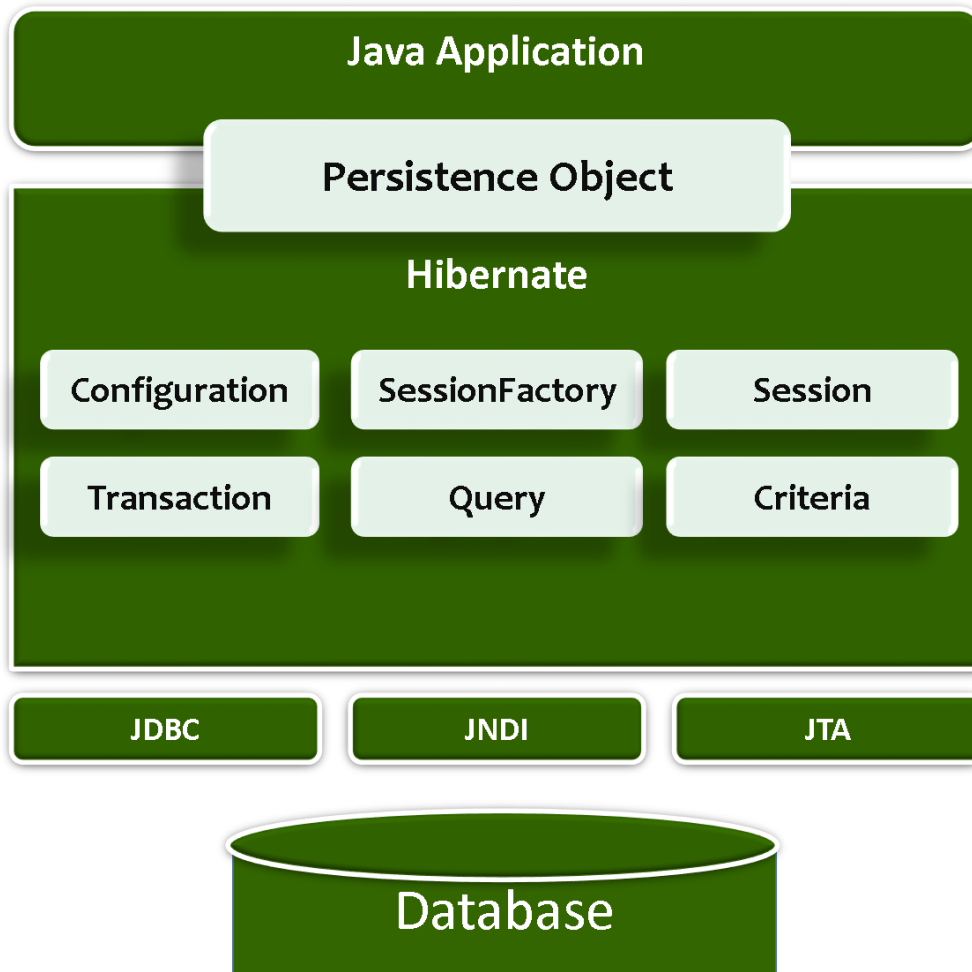 Java Application
Persistence Object
Hibernate
Configuration
SessionFactory
Session
Transaction
Query
Criteria
JDBC
JNDI
JTA
Database